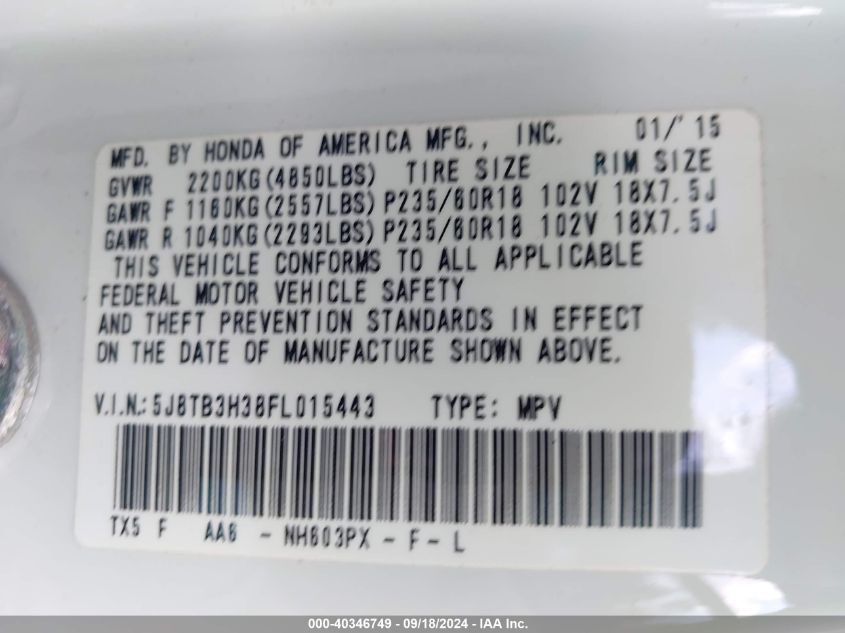 MFD. BY HONDA OF AMERICA MFG., INC. 01/'15
GVWR 2200KG(4850LBS) TIRE SIZE RIM SIZE
GAWR F 1160KG(2557LBS) P235/60R18 102V 18X7.5J
GAWR R 1040KG(2293LBS) P235/60R18 102V 18X7.5J
THIS VEHICLE CONFORMS TO ALL APPLICABLE
FEDERAL MOTOR VEHICLE SAFETY
AND THEFT PREVENTION STANDARDS IN EFFECT
ON THE DATE OF MANUFACTURE SHOWN ABOVE.
V.I.N.: 5J8TB3H38FL015443 TYPE: MPV
TX5 F AA6 - NH603PX - F - L
000-40346749 - 09/18/2024 - IAA Inc.